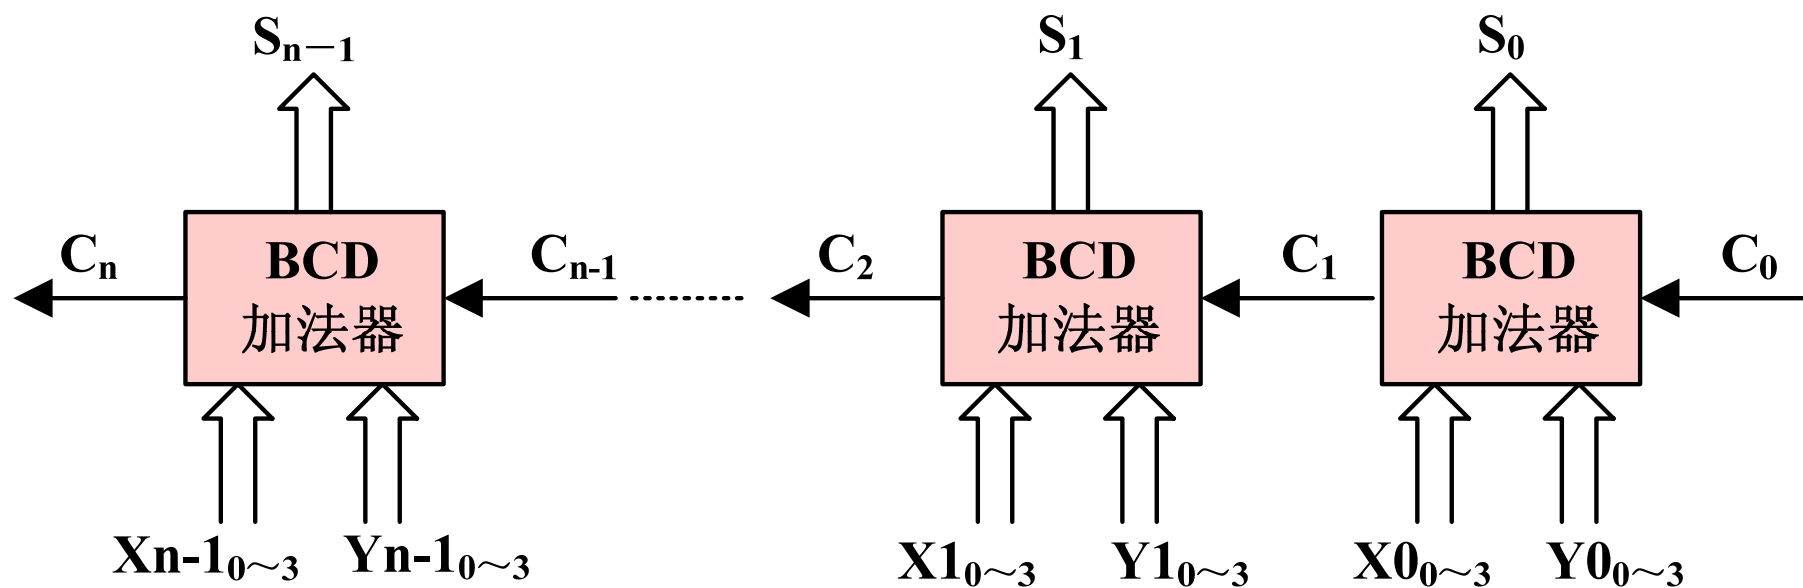 Sn−1 S1 S0
Cn BCD 加法器 Cn-1 C2 BCD 加法器 C1 BCD 加法器 C0
Xn-10~3 Yn-10~3 X10~3 Y10~3 X00~3 Y00~3